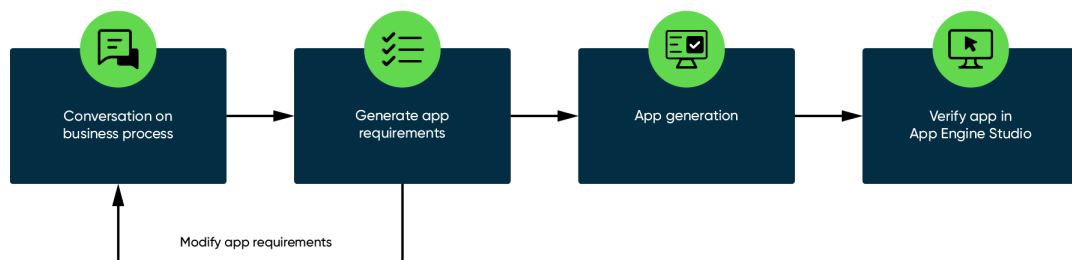 Conversation on
business process
Generate app
requirements
App generation
Verify app in
App Engine Studio
Modify app requirements